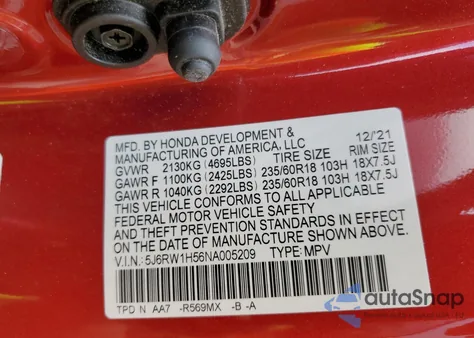 MFD. BY HONDA DEVELOPMENT & 12/'21
MANUFACTURING OF AMERICA, LLC
GVWR 2130KG (4695LBS) TIRE SIZE RIM SIZE
GAWR F 1100KG (2425LBS) 235/60R18 103H 18X7.5J
GAWR R 1040KG (2292LBS) 235/60R18 103H 18X7.5J
THIS VEHICLE CONFORMS TO ALL APPLICABLE
FEDERAL MOTOR VEHICLE SAFETY
AND THEFT PREVENTION STANDARDS IN EFFECT
ON THE DATE OF MANUFACTURE SHOWN ABOVE.
V.I.N.: 5J6RW1H56NA005209 TYPE: MPV
TPD N AA7 -R569MX -B -A
autoSnap